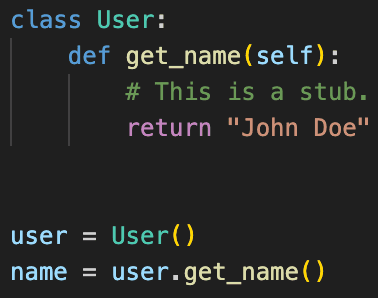 class User:
    def get_name(self):
        # This is a stub.
        return "John Doe"
user = User()
name = user.get_name()